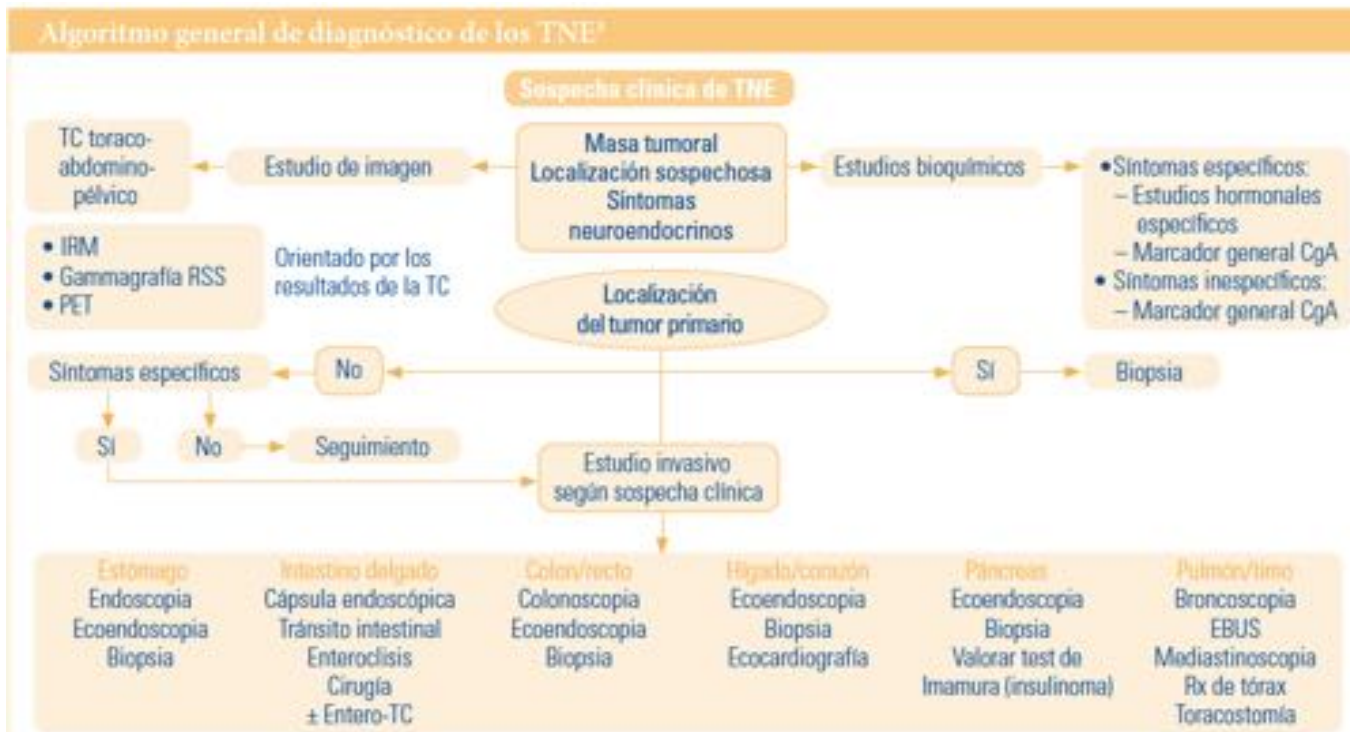 Algoritmo general de diagnóstico de los TNE*
Sospecha clínica de TNE
TC toraco-
abdomino-
pélvico
Estudio de imagen
Masa tumoral
Localización sospechosa
Síntomas
neuroendocrinos
Estudios bioquímicos
• Síntomas específicos:
– Estudios hormonales
específicos
– Marcador general CgA
• Síntomas inespecíficos:
– Marcador general CgA
• IRM
• Gammagrafía RSS
• PET
Orientado por los
resultados de la TC
Localización
del tumor primario
Síntomas específicos
No
Sí
Biopsia
Sí
No
Seguimiento
Estudio invasivo
según sospecha clínica
Estómago
Endoscopia
Ecoendoscopia
Biopsia
Intestino delgado
Cápsula endoscópica
Tránsito intestinal
Enteroclisis
Cirugía
± Entero-TC
Colon/recto
Colonoscopia
Ecoendoscopia
Biopsia
Hígado/corazón
Ecoendoscopia
Biopsia
Ecocardiografía
Páncreas
Ecoendoscopia
Biopsia
Valorar test de
Imamura (insulinoma)
Pulmón/timo
Broncoscopia
EBUS
Mediastinoscopia
Rx de tórax
Toracostomía